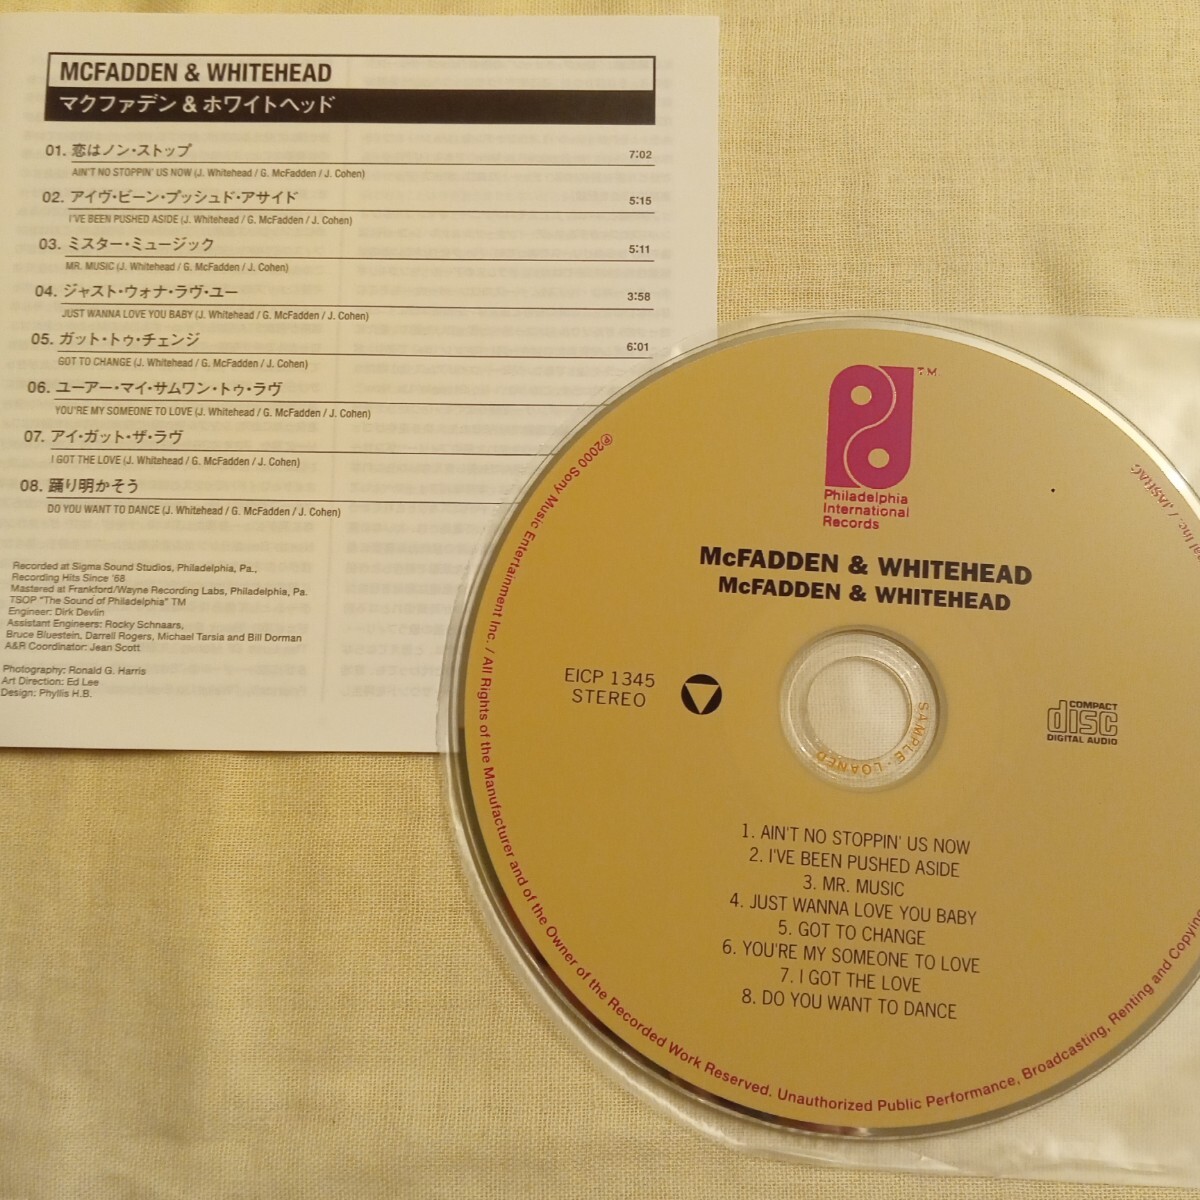 MCFADDEN & WHITEHEAD
マクファデン & ホワイトヘッド
01. 恋はノン・ストップ 7:02
AIN'T NO STOPPIN' US NOW (J. Whitehead / G. McFadden / J. Cohen)
02. アイヴ・ビーン・プッシュド・アサイド 5:15
I'VE BEEN PUSHED ASIDE (J. Whitehead / G. McFadden / J. Cohen)
03. ミスター・ミュージック 5:11
MR. MUSIC (J. Whitehead / G. McFadden / J. Cohen)
04. ジャスト・ウォナ・ラヴ・ユー 3:58
JUST WANNA LOVE YOU BABY (J. Whitehead / G. McFadden / J. Cohen)
05. ガット・トゥ・チェンジ 6:01
GOT TO CHANGE (J. Whitehead / G. McFadden / J. Cohen)
06. ユーアー・マイ・サムワン・トゥ・ラヴ
YOU'RE MY SOMEONE TO LOVE (J. Whitehead / G. McFadden / J. Cohen)
07. アイ・ガット・ザ・ラヴ
I GOT THE LOVE (J. Whitehead / G. McFadden / J. Cohen)
08. 踊り明かそう
DO YOU WANT TO DANCE (J. Whitehead / G. McFadden / J. Cohen)
Recorded at Sigma Sound Studios, Philadelphia, Pa.,
Recording Hits Since '68
Mastered at Frankford/Wayne Recording Labs, Philadelphia, Pa.
TSOP "The Sound of Philadelphia" TM
Engineer: Dirk Devlin
Assistant Engineers: Rocky Schnaars,
Bruce Bluestein, Darrell Rogers, Michael Tarsia and Bill Dorman
A&R Coordinator: Jean Scott
Photography: Ronald G. Harris
Art Direction: Ed Lee
Design: Phyllis H.B.
TM
Philadelphia
International
Records
McFADDEN & WHITEHEAD
McFADDEN & WHITEHEAD
EICP 1345
STEREO
COMPACT
disc
DIGITAL AUDIO
SAMPLE・LOANED
1. AIN'T NO STOPPIN' US NOW
2. I'VE BEEN PUSHED ASIDE
3. MR. MUSIC
4. JUST WANNA LOVE YOU BABY
5. GOT TO CHANGE
6. YOU'RE MY SOMEONE TO LOVE
7. I GOT THE LOVE
8. DO YOU WANT TO DANCE
℗2000 Sony Music Entertainment Inc. / All Rights of the Manufacturer and of the Owner of the Recorded Work Reserved. Unauthorized Public Performance, Broadcasting, Renting and Copying
Inc. / JASRAC